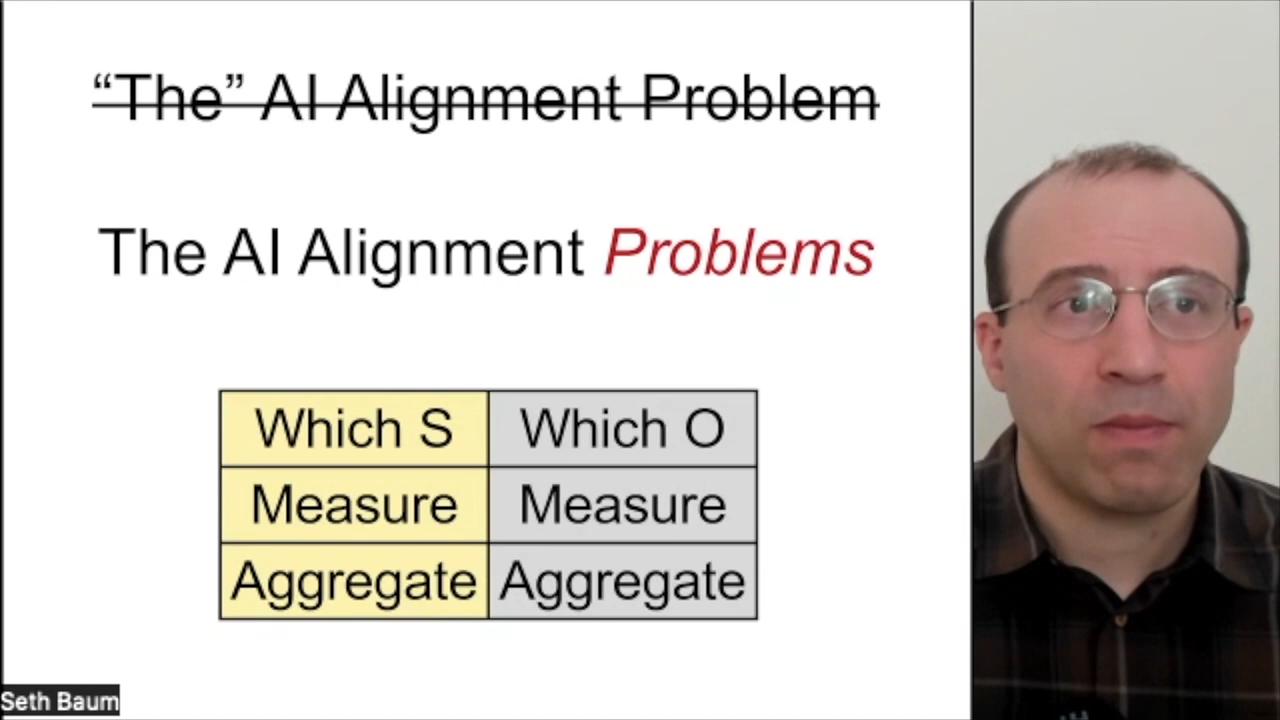 “The” AI Alignment Problem
The AI Alignment Problems
Which S Which O
Measure Measure
Aggregate Aggregate
Seth Baum